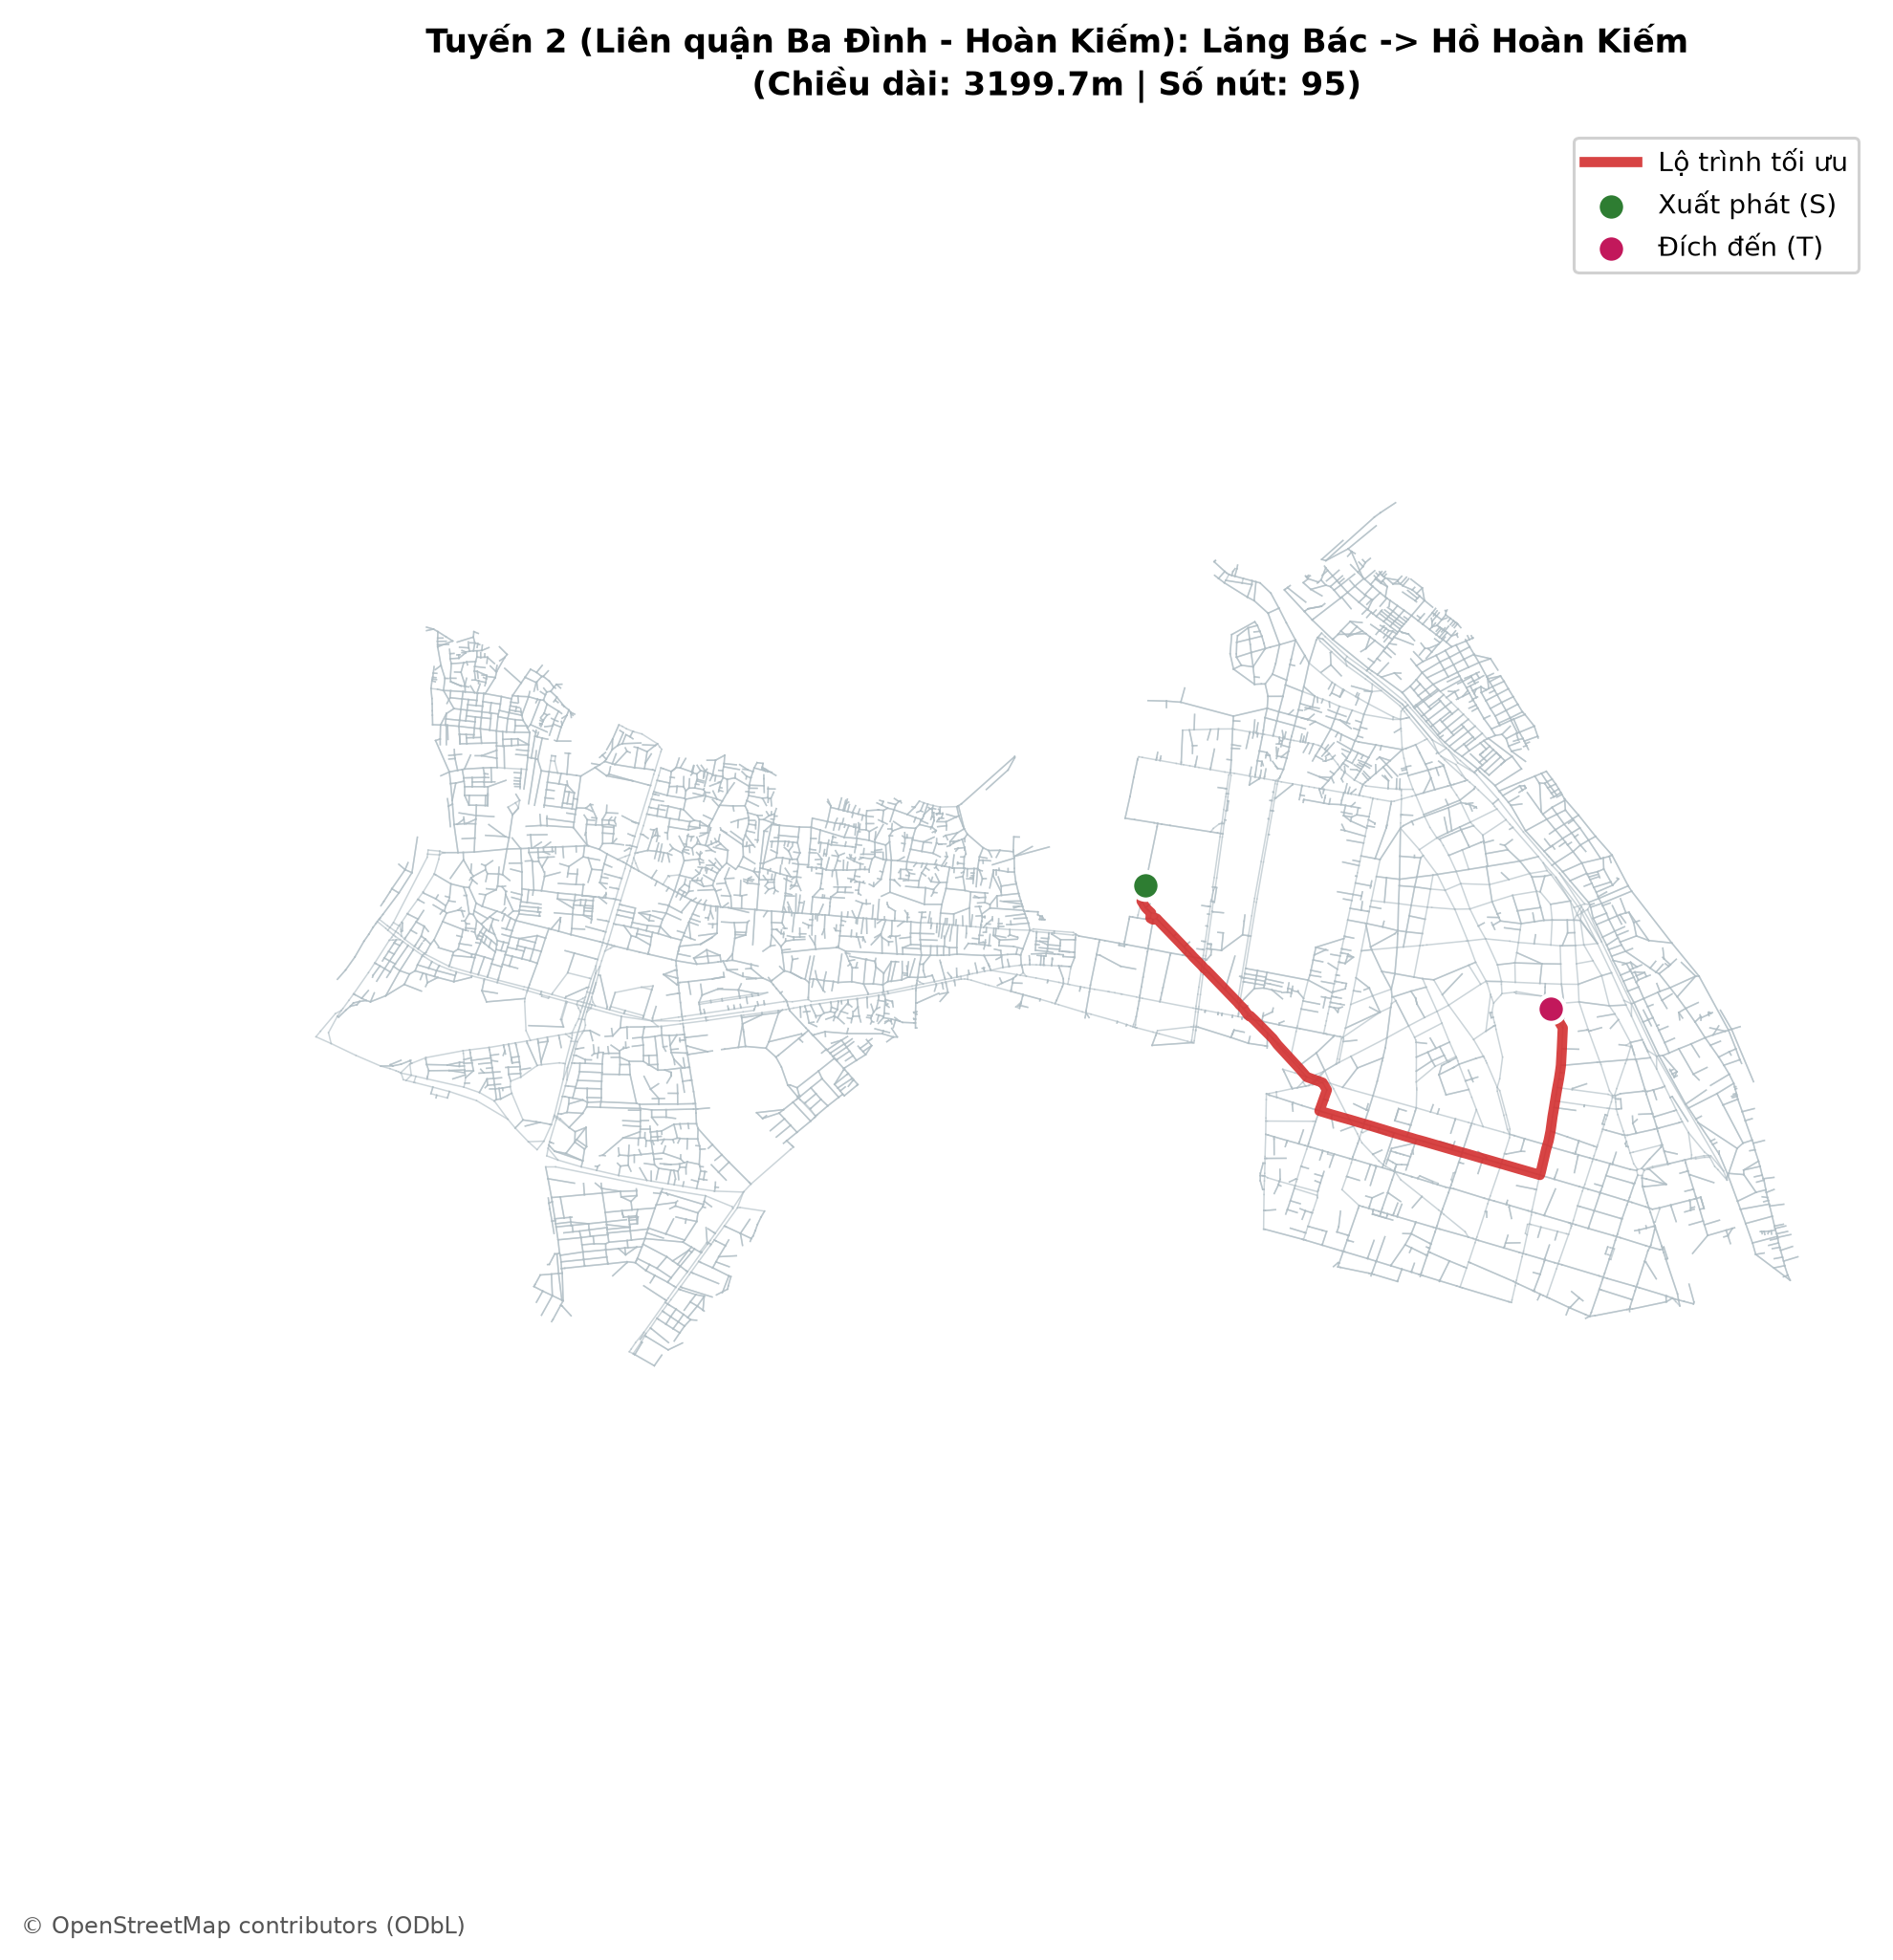 Tuyến 2 (Liên quận Ba Đình - Hoàn Kiếm): Lăng Bác -> Hồ Hoàn Kiếm
(Chiều dài: 3199.7m | Số nút: 95)
Lộ trình tối ưu
Xuất phát (S)
Đích đến (T)
© OpenStreetMap contributors (ODbL)